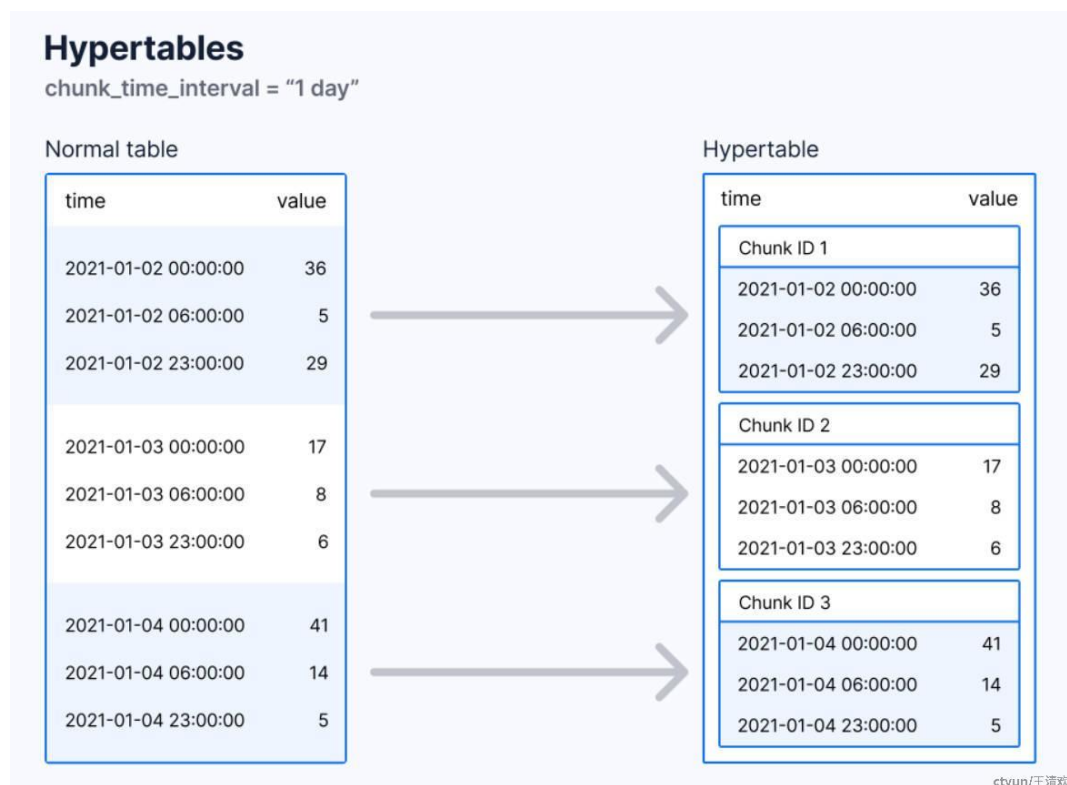 Hypertables
chunk_time_interval = “1 day”
Normal table
time value
2021-01-02 00:00:00 36
2021-01-02 06:00:00 5
2021-01-02 23:00:00 29
2021-01-03 00:00:00 17
2021-01-03 06:00:00 8
2021-01-03 23:00:00 6
2021-01-04 00:00:00 41
2021-01-04 06:00:00 14
2021-01-04 23:00:00 5
Hypertable
time value
Chunk ID 1
2021-01-02 00:00:00 36
2021-01-02 06:00:00 5
2021-01-02 23:00:00 29
Chunk ID 2
2021-01-03 00:00:00 17
2021-01-03 06:00:00 8
2021-01-03 23:00:00 6
Chunk ID 3
2021-01-04 00:00:00 41
2021-01-04 06:00:00 14
2021-01-04 23:00:00 5